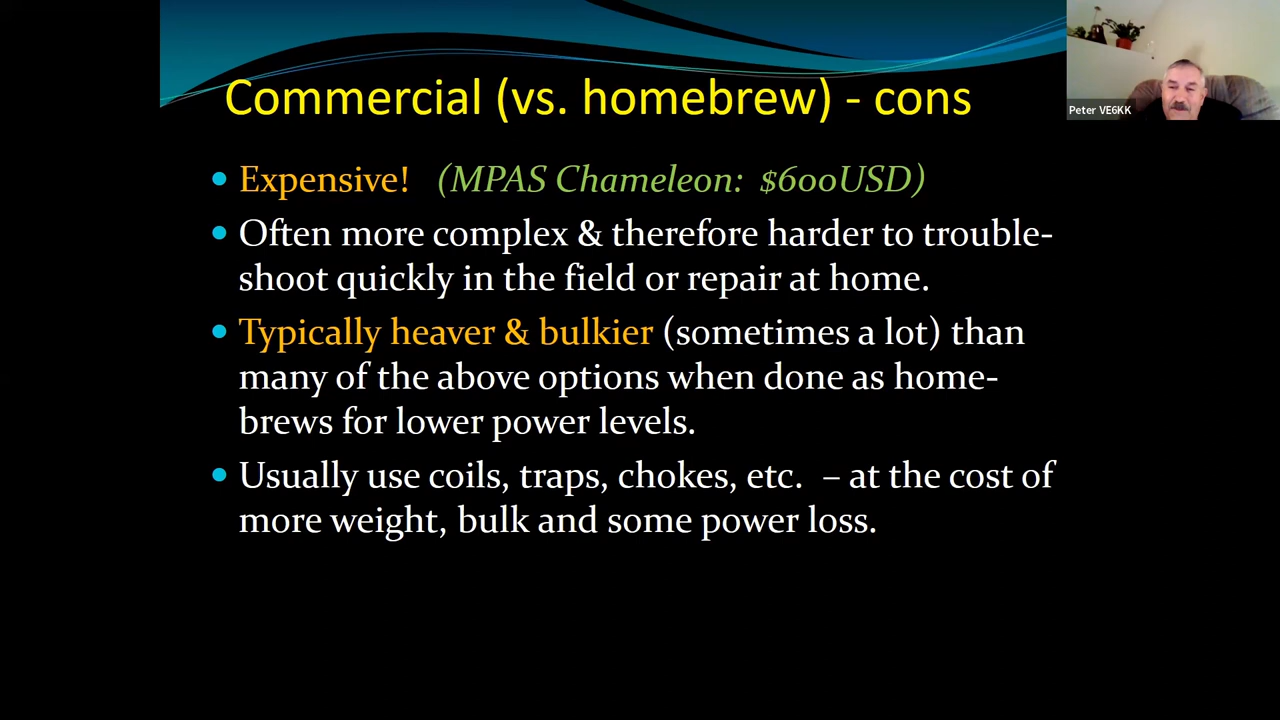 Commercial (vs. homebrew) - cons
Peter VE6KK
Expensive! (MPAS Chameleon: $600USD)
Often more complex & therefore harder to trouble-
shoot quickly in the field or repair at home.
Typically heaver & bulkier (sometimes a lot) than
many of the above options when done as home-
brews for lower power levels.
Usually use coils, traps, chokes, etc. – at the cost of
more weight, bulk and some power loss.